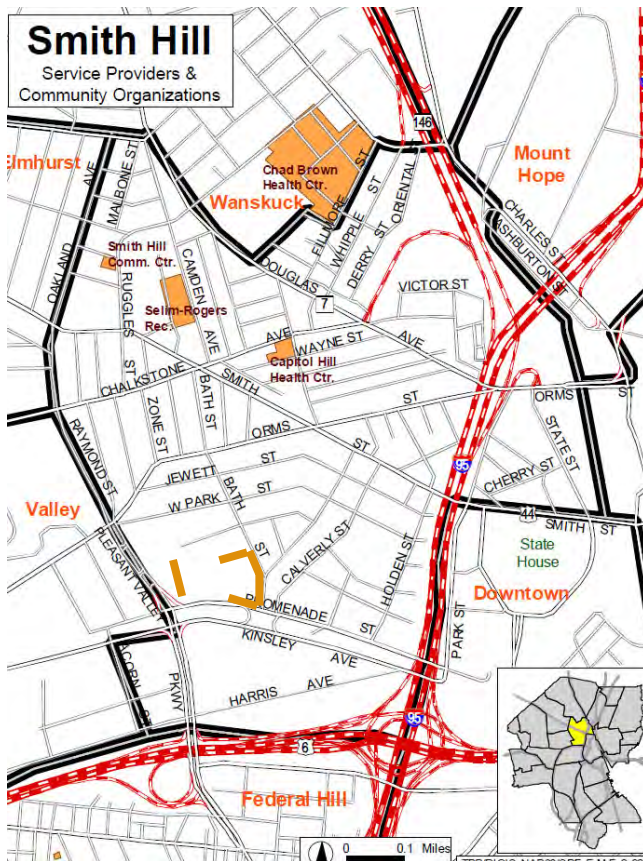 Smith Hill
Service Providers &
Community Organizations
146
Elmhurst
AVE
MALBONE ST
Chad Brown
Health Ctr.
Wanskuck
ST
FILLMORE
WHIPPLE ST
DERRY ST
ORIENTAL
Mount
Hope
CHARLES ST
ASHBURTON ST
OAKLAND
Smith Hill
Comm. Ctr.
RUGGLES ST
CAMDEN AVE
Selim-Rogers
Rec.
DOUGLAS AVE
7
VICTOR ST
CHALKSTONE AVE
WAYNE ST
Capitol Hill
Health Ctr.
SMITH ST
BATH ST
ZONE ST
ORMS ST
ORMS ST
STATE ST
RAYMOND ST
JEWETT ST
W PARK ST
BATH ST
95
CHERRY ST
44
SMITH ST
State
House
Valley
PLEASANT VALLEY PKWY
CALVERLY ST
HOLDEN ST
Downtown
PROMENADE ST
KINSLEY AVE
PARK ST
ACORN ST
HARRIS AVE
95
6
Federal Hill
0 0.1 Miles